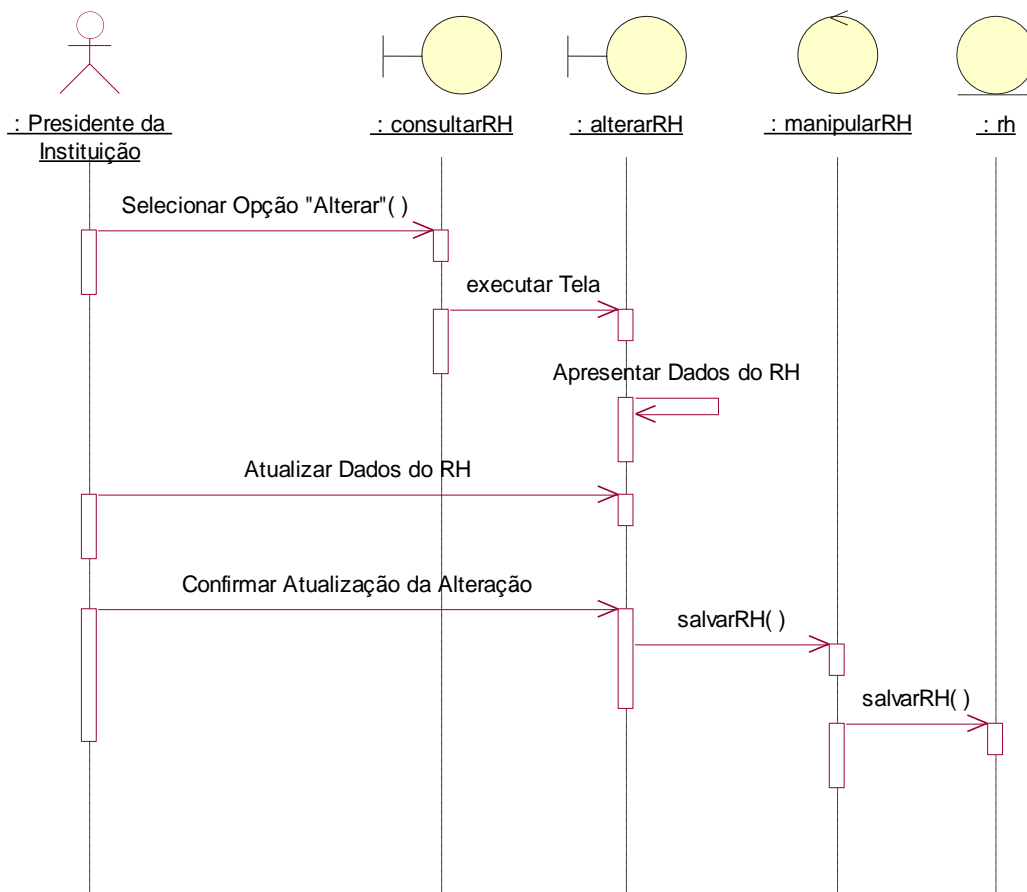 : Presidente da
Instituição
: consultarRH
: alterarRH
: manipularRH
: rh
Selecionar Opção "Alterar"( )
executar Tela
Apresentar Dados do RH
Atualizar Dados do RH
Confirmar Atualização da Alteração
salvarRH( )
salvarRH( )